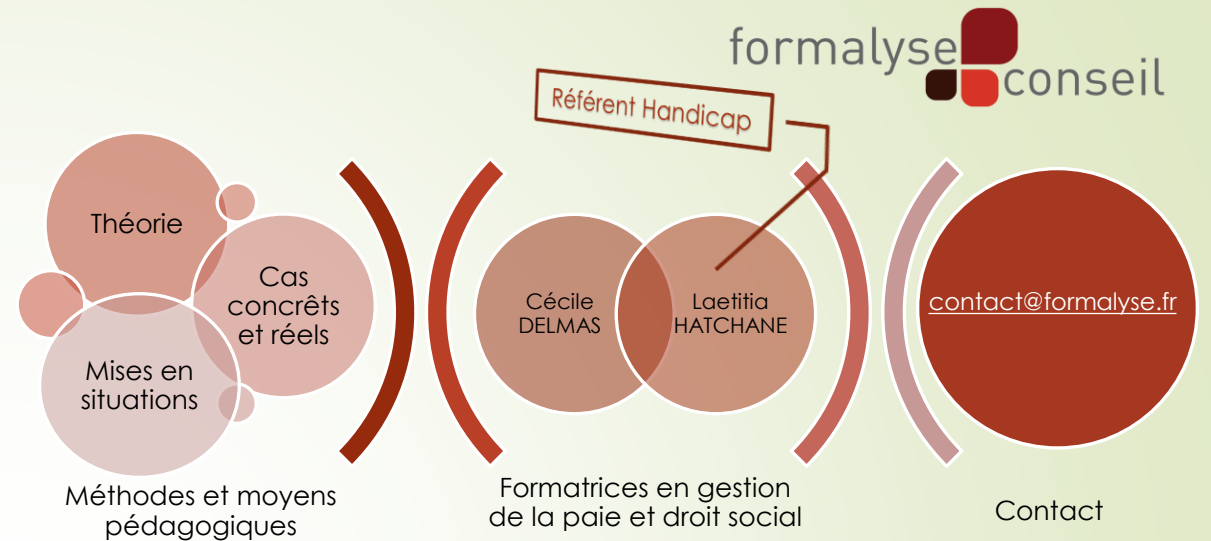 formalyse
conseil
Référent Handicap
Théorie
Cas
concrêts
et réels
Mises en
situations
Cécile
DELMAS
Laetitia
HATCHANE
contact@formalyse.fr
Méthodes et moyens
pédagogiques
Formatrices en gestion
de la paie et droit social
Contact